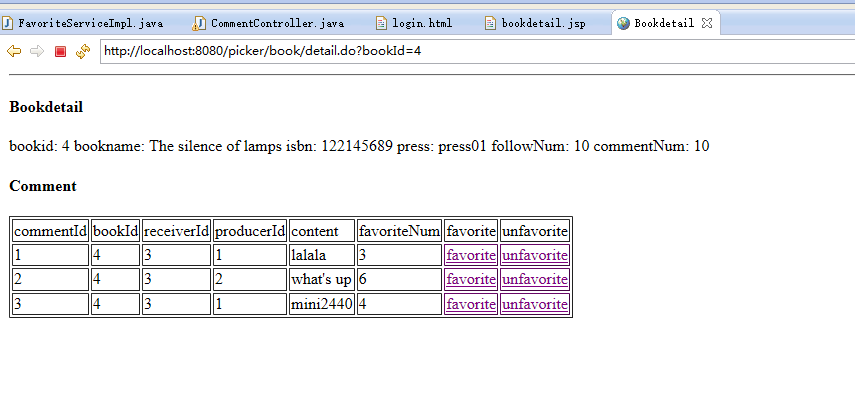 FavoriteServiceImpl.java CommentController.java login.html bookdetail.jsp Bookdetail
http://localhost:8080/picker/book/detail.do?bookId=4
Bookdetail
bookid: 4 bookname: The silence of lamps isbn: 122145689 press: press01 followNum: 10 commentNum: 10
Comment
commentId bookId receiverId producerId content favoriteNum favorite unfavorite
1 4 3 1 lalala 3 favorite unfavorite
2 4 3 2 what's up 6 favorite unfavorite
3 4 3 1 mini2440 4 favorite unfavorite